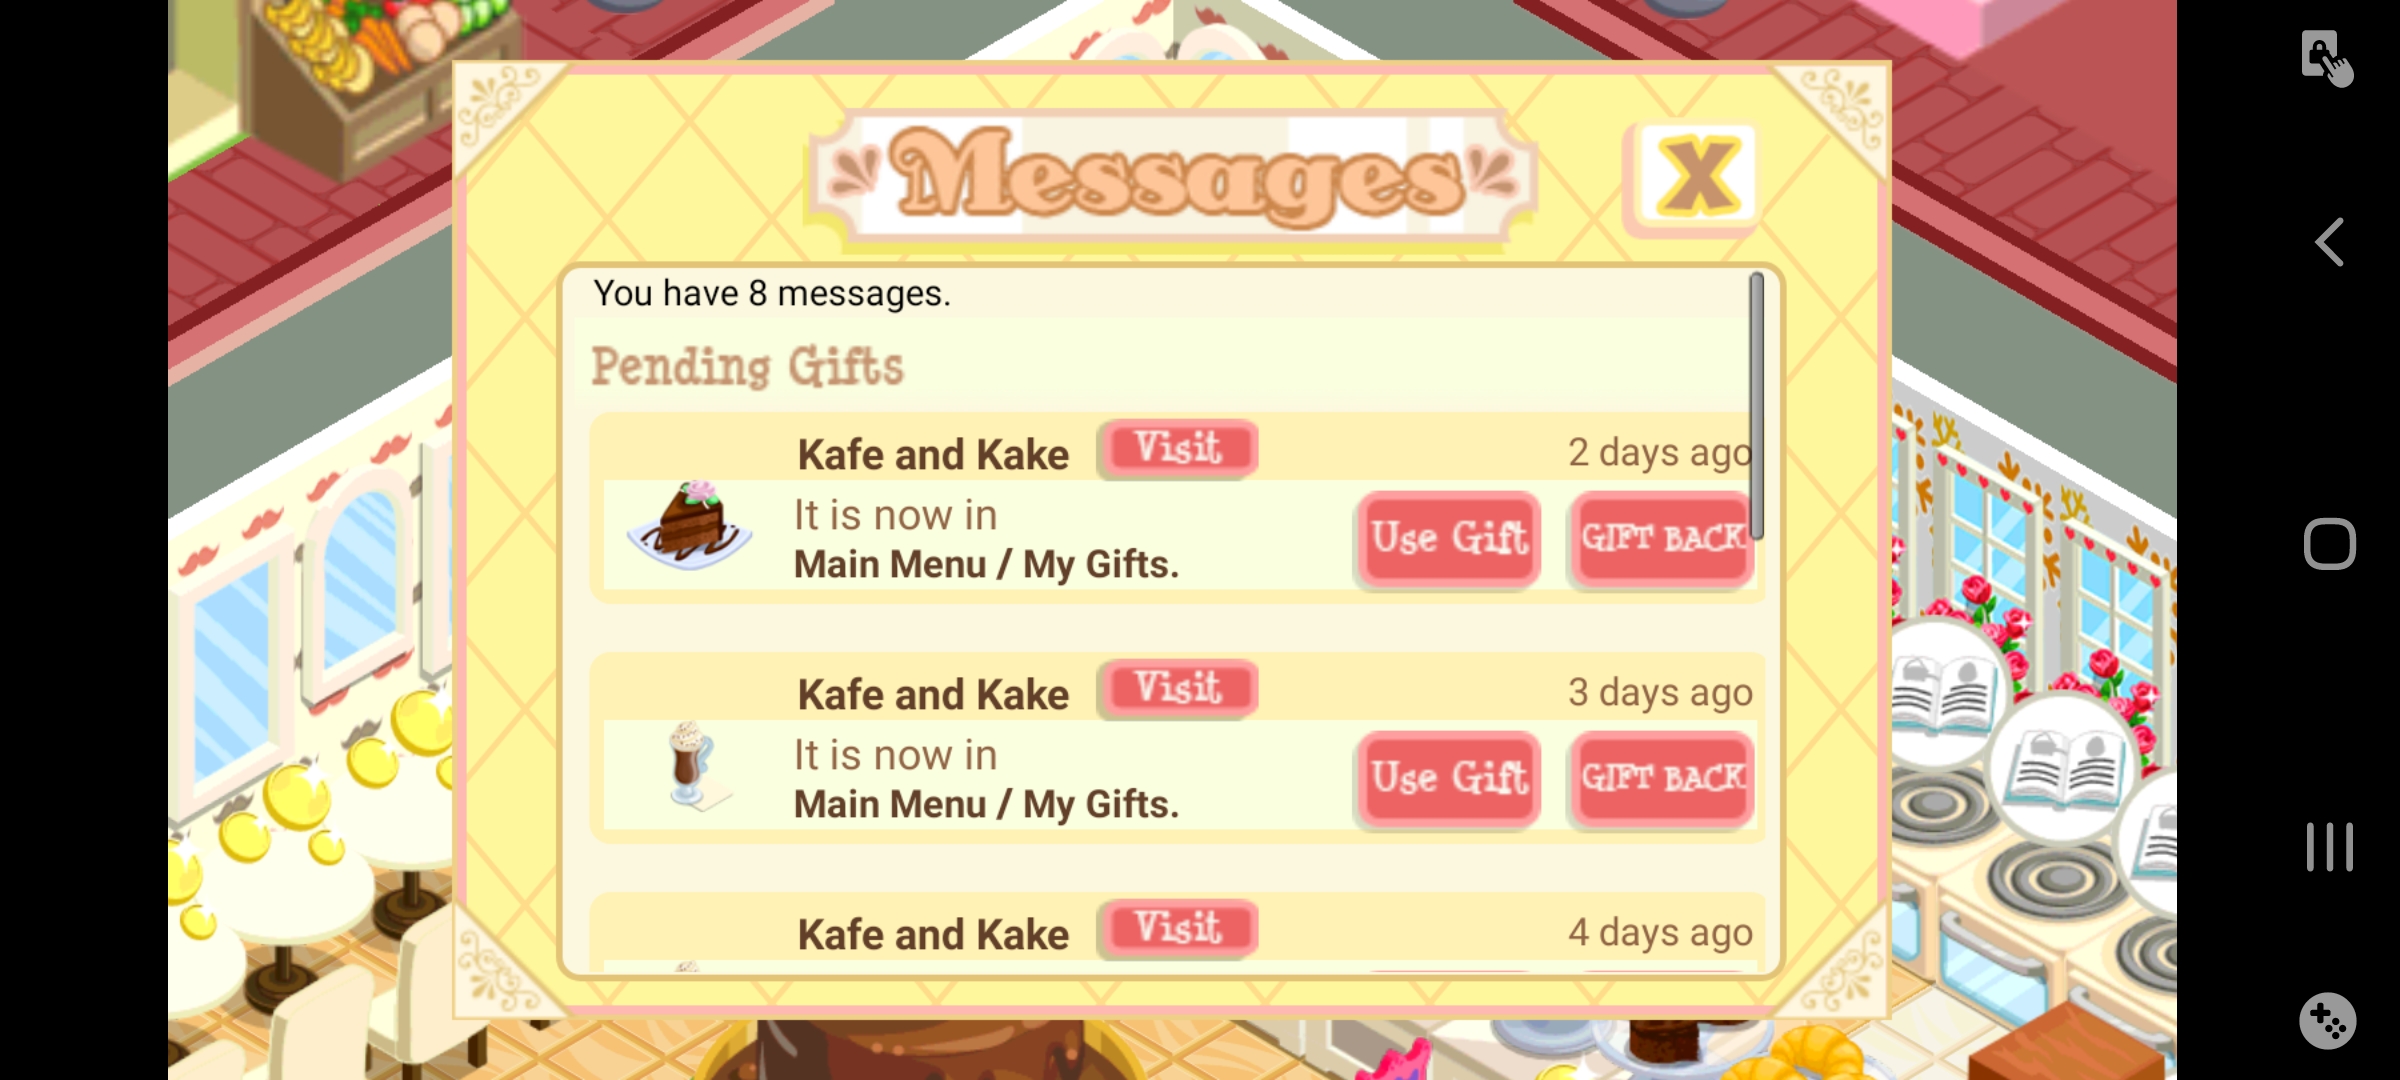 Messages
X
You have 8 messages.
Pending Gifts
Kafe and Kake Visit 2 days ago
It is now in
Main Menu / My Gifts.
Use Gift GIFT BACK
Kafe and Kake Visit 3 days ago
It is now in
Main Menu / My Gifts.
Use Gift GIFT BACK
Kafe and Kake Visit 4 days ago